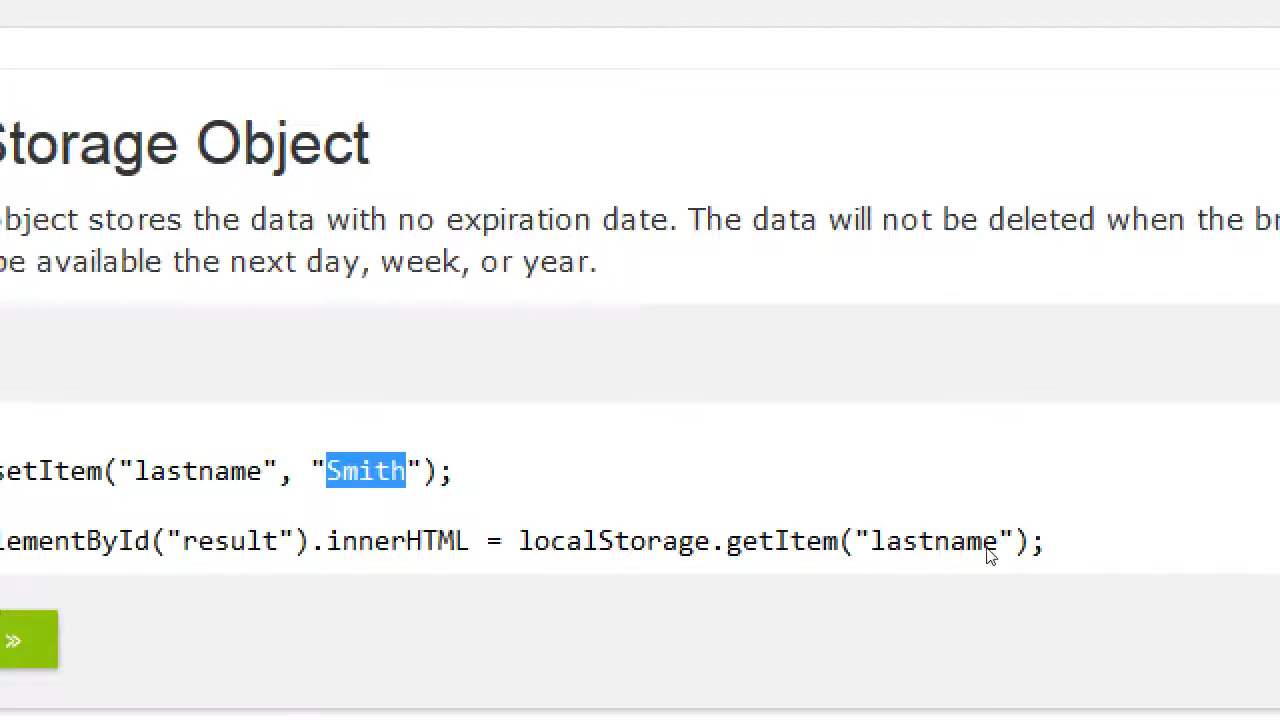 Storage Object
object stores the data with no expiration date. The data will not be deleted when the br
be available the next day, week, or year.
setItem("lastname", "Smith");
lementById("result").innerHTML = localStorage.getItem("lastname");
»